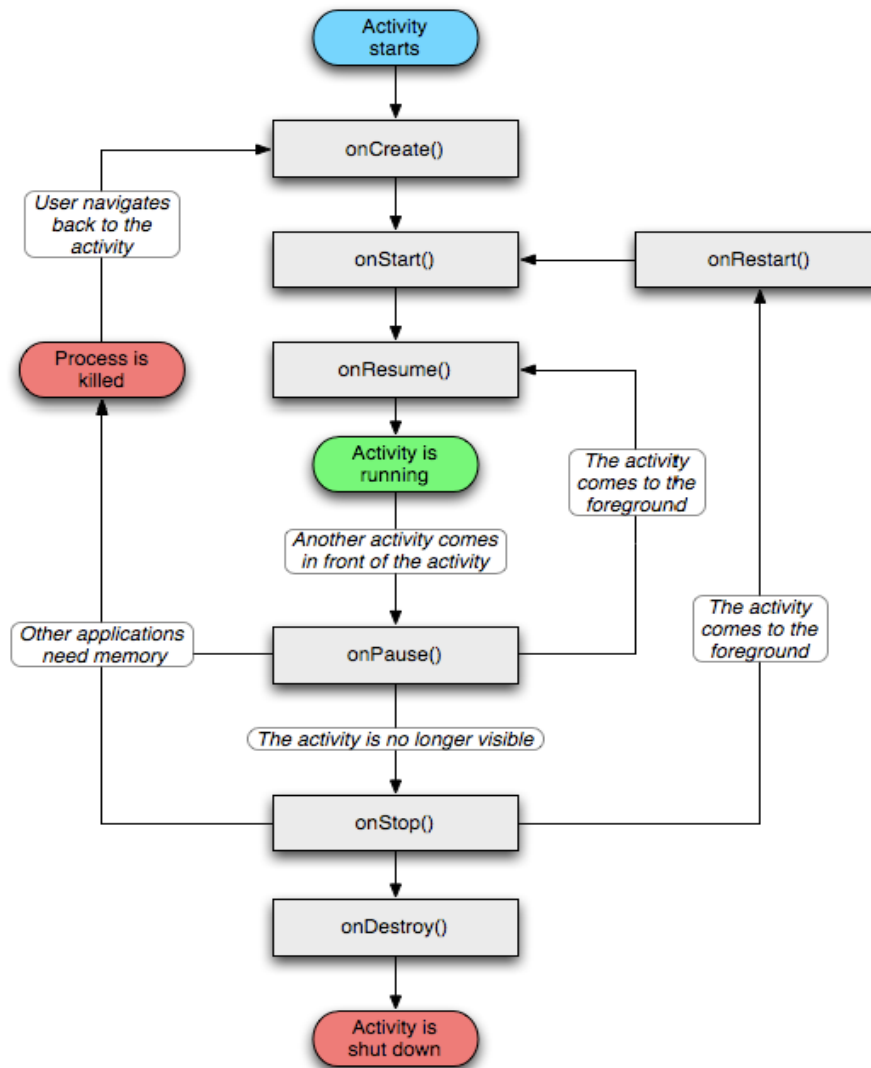 Activity
starts
onCreate()
User navigates
back to the
activity
onStart()
onRestart()
Process is
killed
onResume()
Activity is
running
The activity
comes to the
foreground
Another activity comes
in front of the activity
The activity
comes to the
foreground
Other applications
need memory
onPause()
The activity is no longer visible
onStop()
onDestroy()
Activity is
shut down